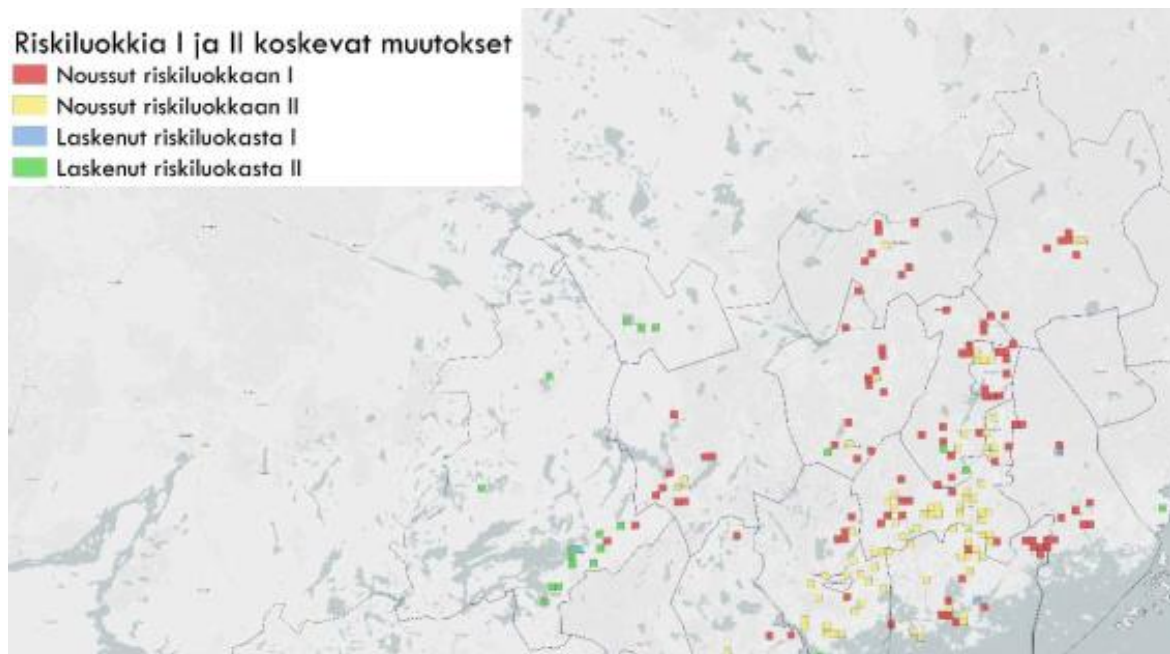 Riskiluokkia I ja II koskevat muutokset
Noussut riskiluokkaan I
Noussut riskiluokkaan II
Laskenut riskiluokasta I
Laskenut riskiluokasta II